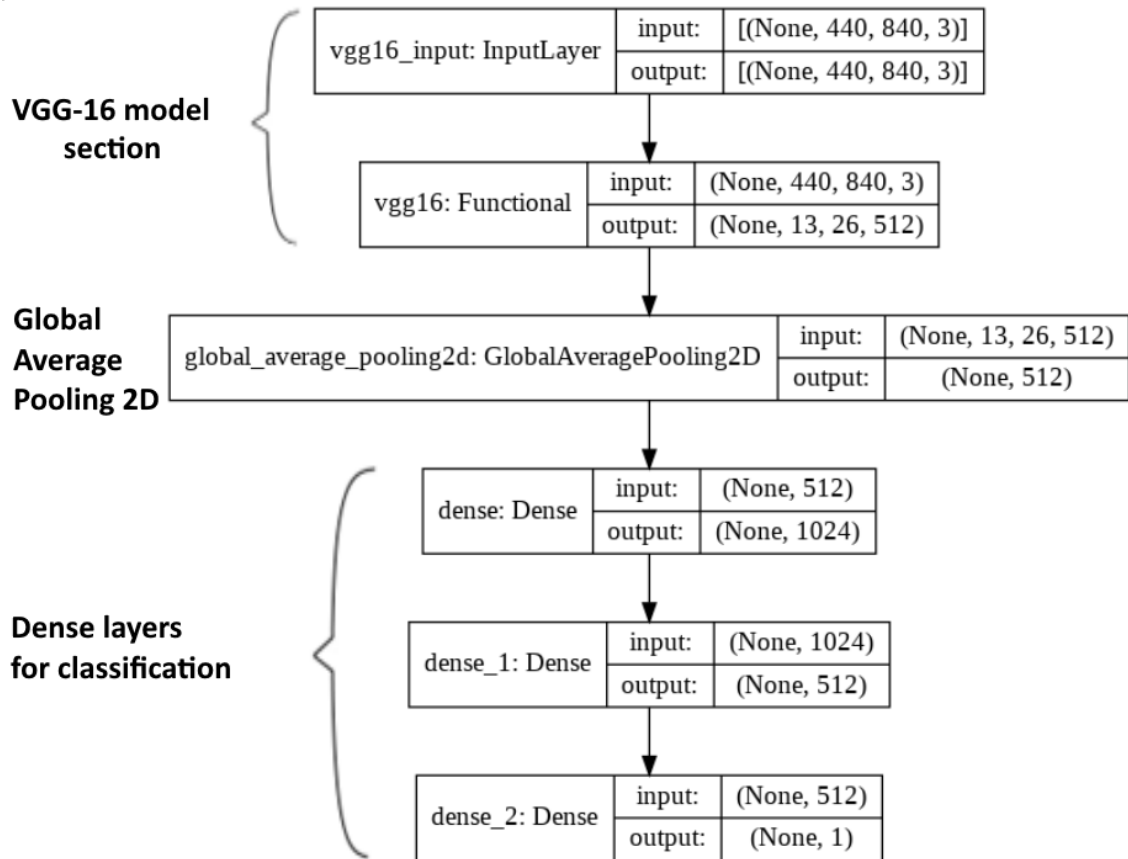 vgg16_input: InputLayer
input:
[(None, 440, 840, 3)]
output:
[(None, 440, 840, 3)]
VGG-16 model
section
vgg16: Functional
input:
(None, 440, 840, 3)
output:
(None, 13, 26, 512)
Global
Average
Pooling 2D
global_average_pooling2d: GlobalAveragePooling2D
input:
(None, 13, 26, 512)
output:
(None, 512)
dense: Dense
input:
(None, 512)
output:
(None, 1024)
Dense layers
for classification
dense_1: Dense
input:
(None, 1024)
output:
(None, 512)
dense_2: Dense
input:
(None, 512)
output:
(None, 1)